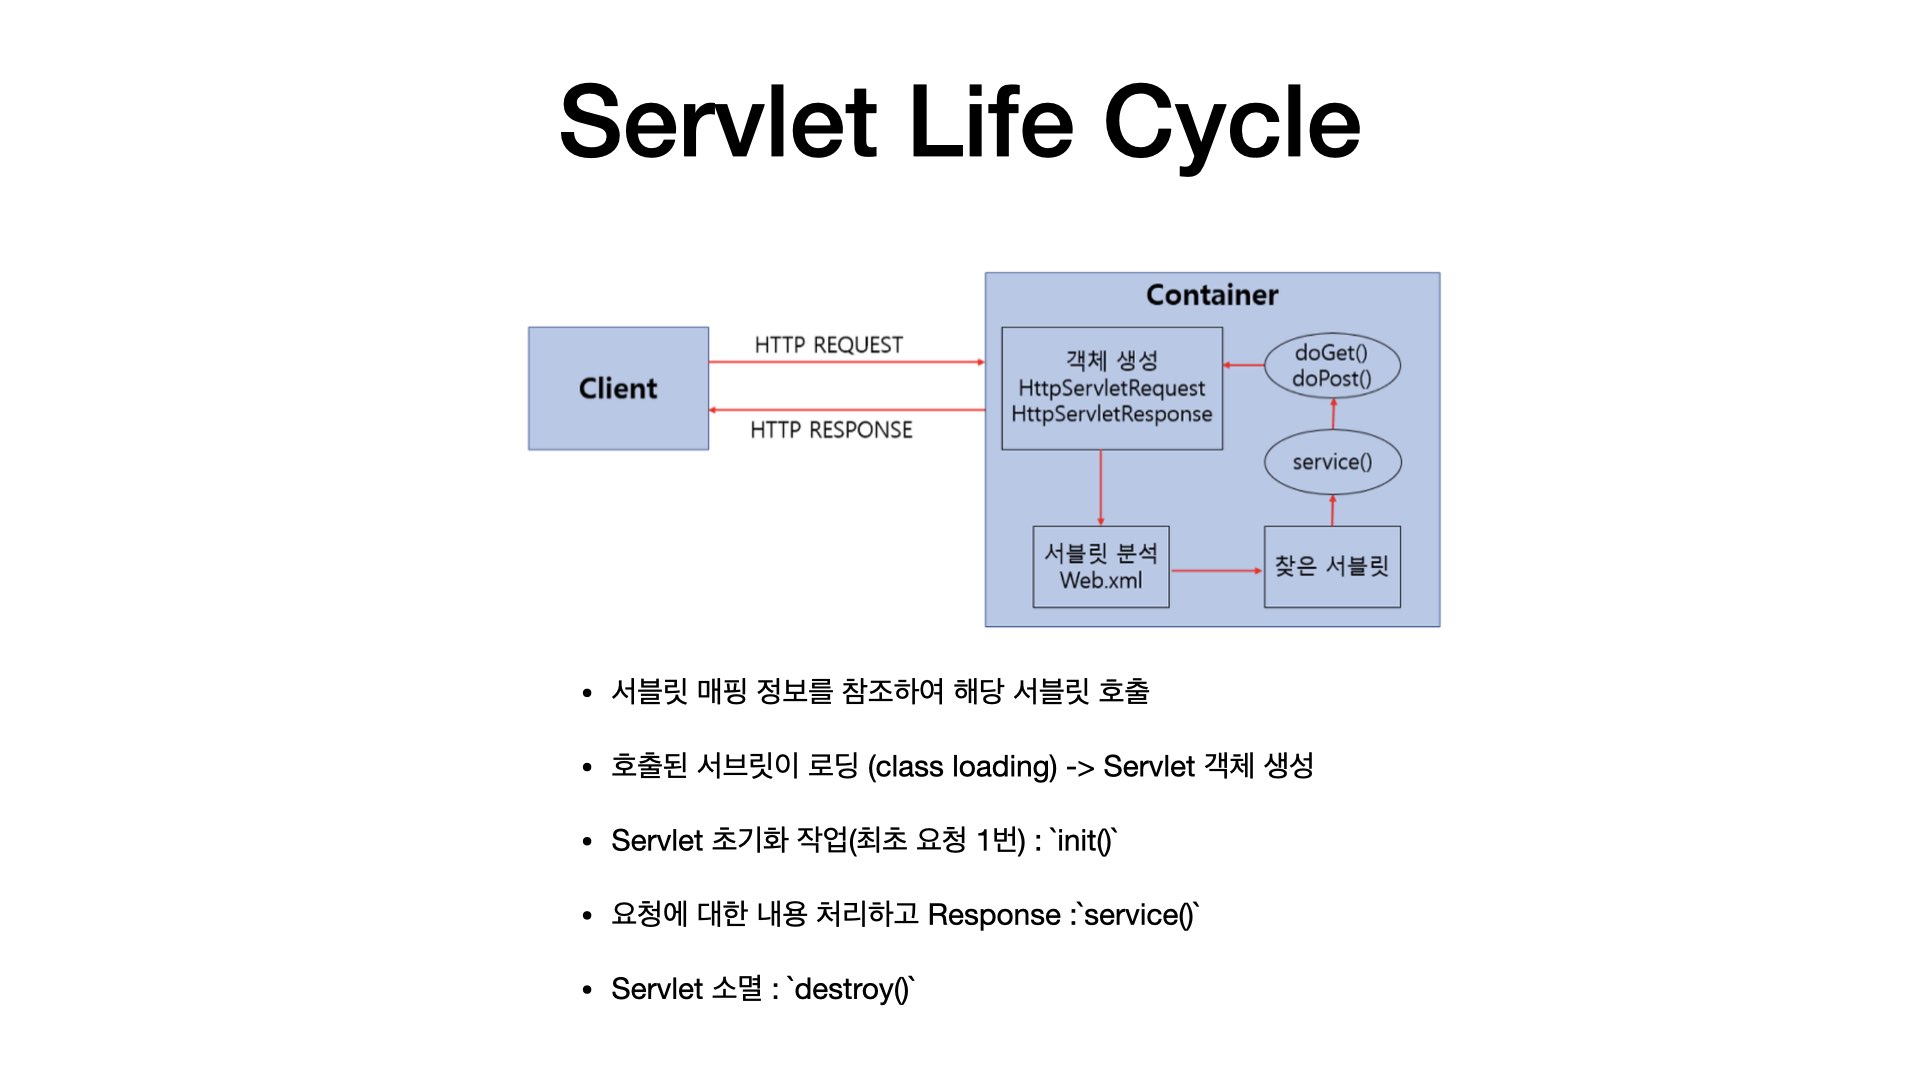 Servlet Life Cycle
Container
Client
HTTP REQUEST
HTTP RESPONSE
객체 생성
HttpServletRequest
HttpServletResponse
doGet()
doPost()
service()
서블릿 분석
Web.xml
찾은 서블릿
• 서블릿 매핑 정보를 참조하여 해당 서블릿 호출
• 호출된 서브릿이 로딩 (class loading) -> Servlet 객체 생성
• Servlet 초기화 작업(최초 요청 1번) : `init()`
• 요청에 대한 내용 처리하고 Response :`service()`
• Servlet 소멸 : `destroy()`